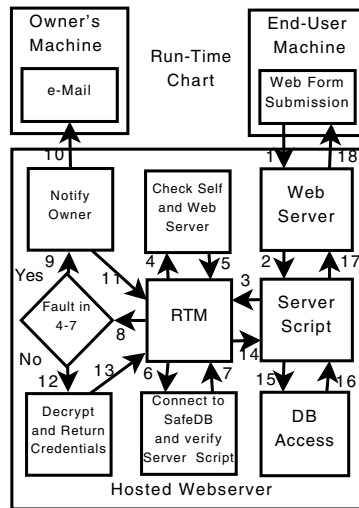 Owner's
Machine
e-Mail
Run-Time
Chart
End-User
Machine
Web Form
Submission
10
1
18
Notify
Owner
Check Self
and Web
Server
Web
Server
9
11
4
5
2
17
Yes
Fault in
4-7
8
RTM
3
Server
Script
No
12
13
6
7
14
15
16
Decrypt
and Return
Credentials
Connect to
SafeDB
and verify
Server Script
DB
Access
Hosted Webserver